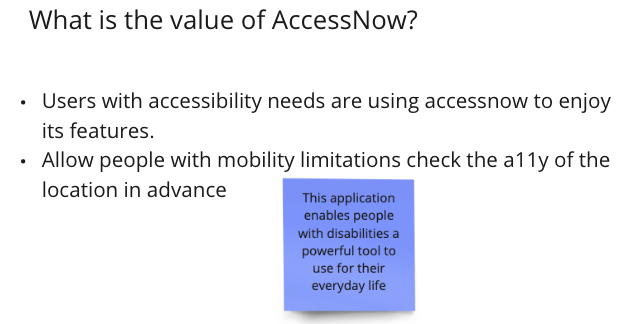 What is the value of AccessNow?
• Users with accessibility needs are using accessnow to enjoy
its features.
• Allow people with mobility limitations check the a11y of the
location in advance
This application
enables people
with disabilities a
powerful tool to
use for their
everyday life